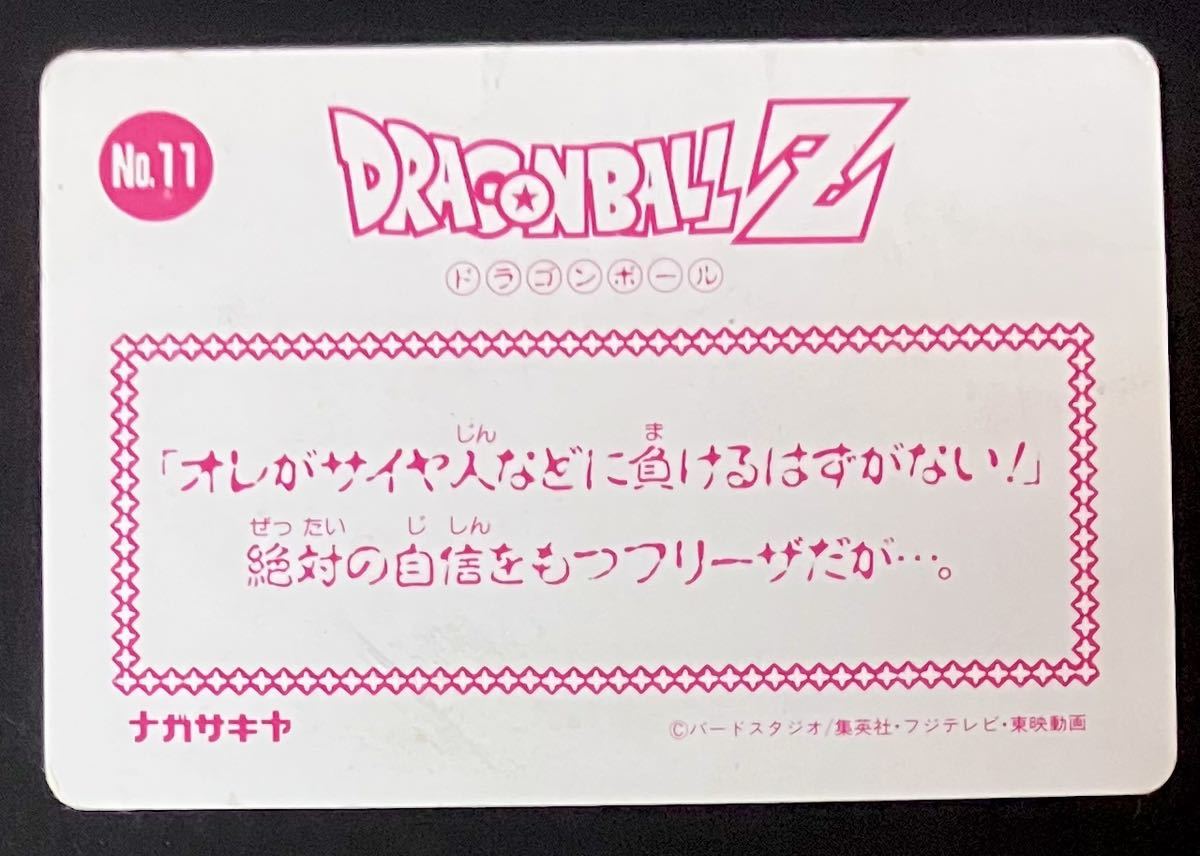 No.11
DRAGONBALL Z
ドラゴンボール
じん ま
「オレがサイヤ人などに負けるはずがない!」
ぜったい じしん
絶対の自信をもつフリーザだが…。
ナガサキヤ
©バードスタジオ/集英社・フジテレビ・東映動画